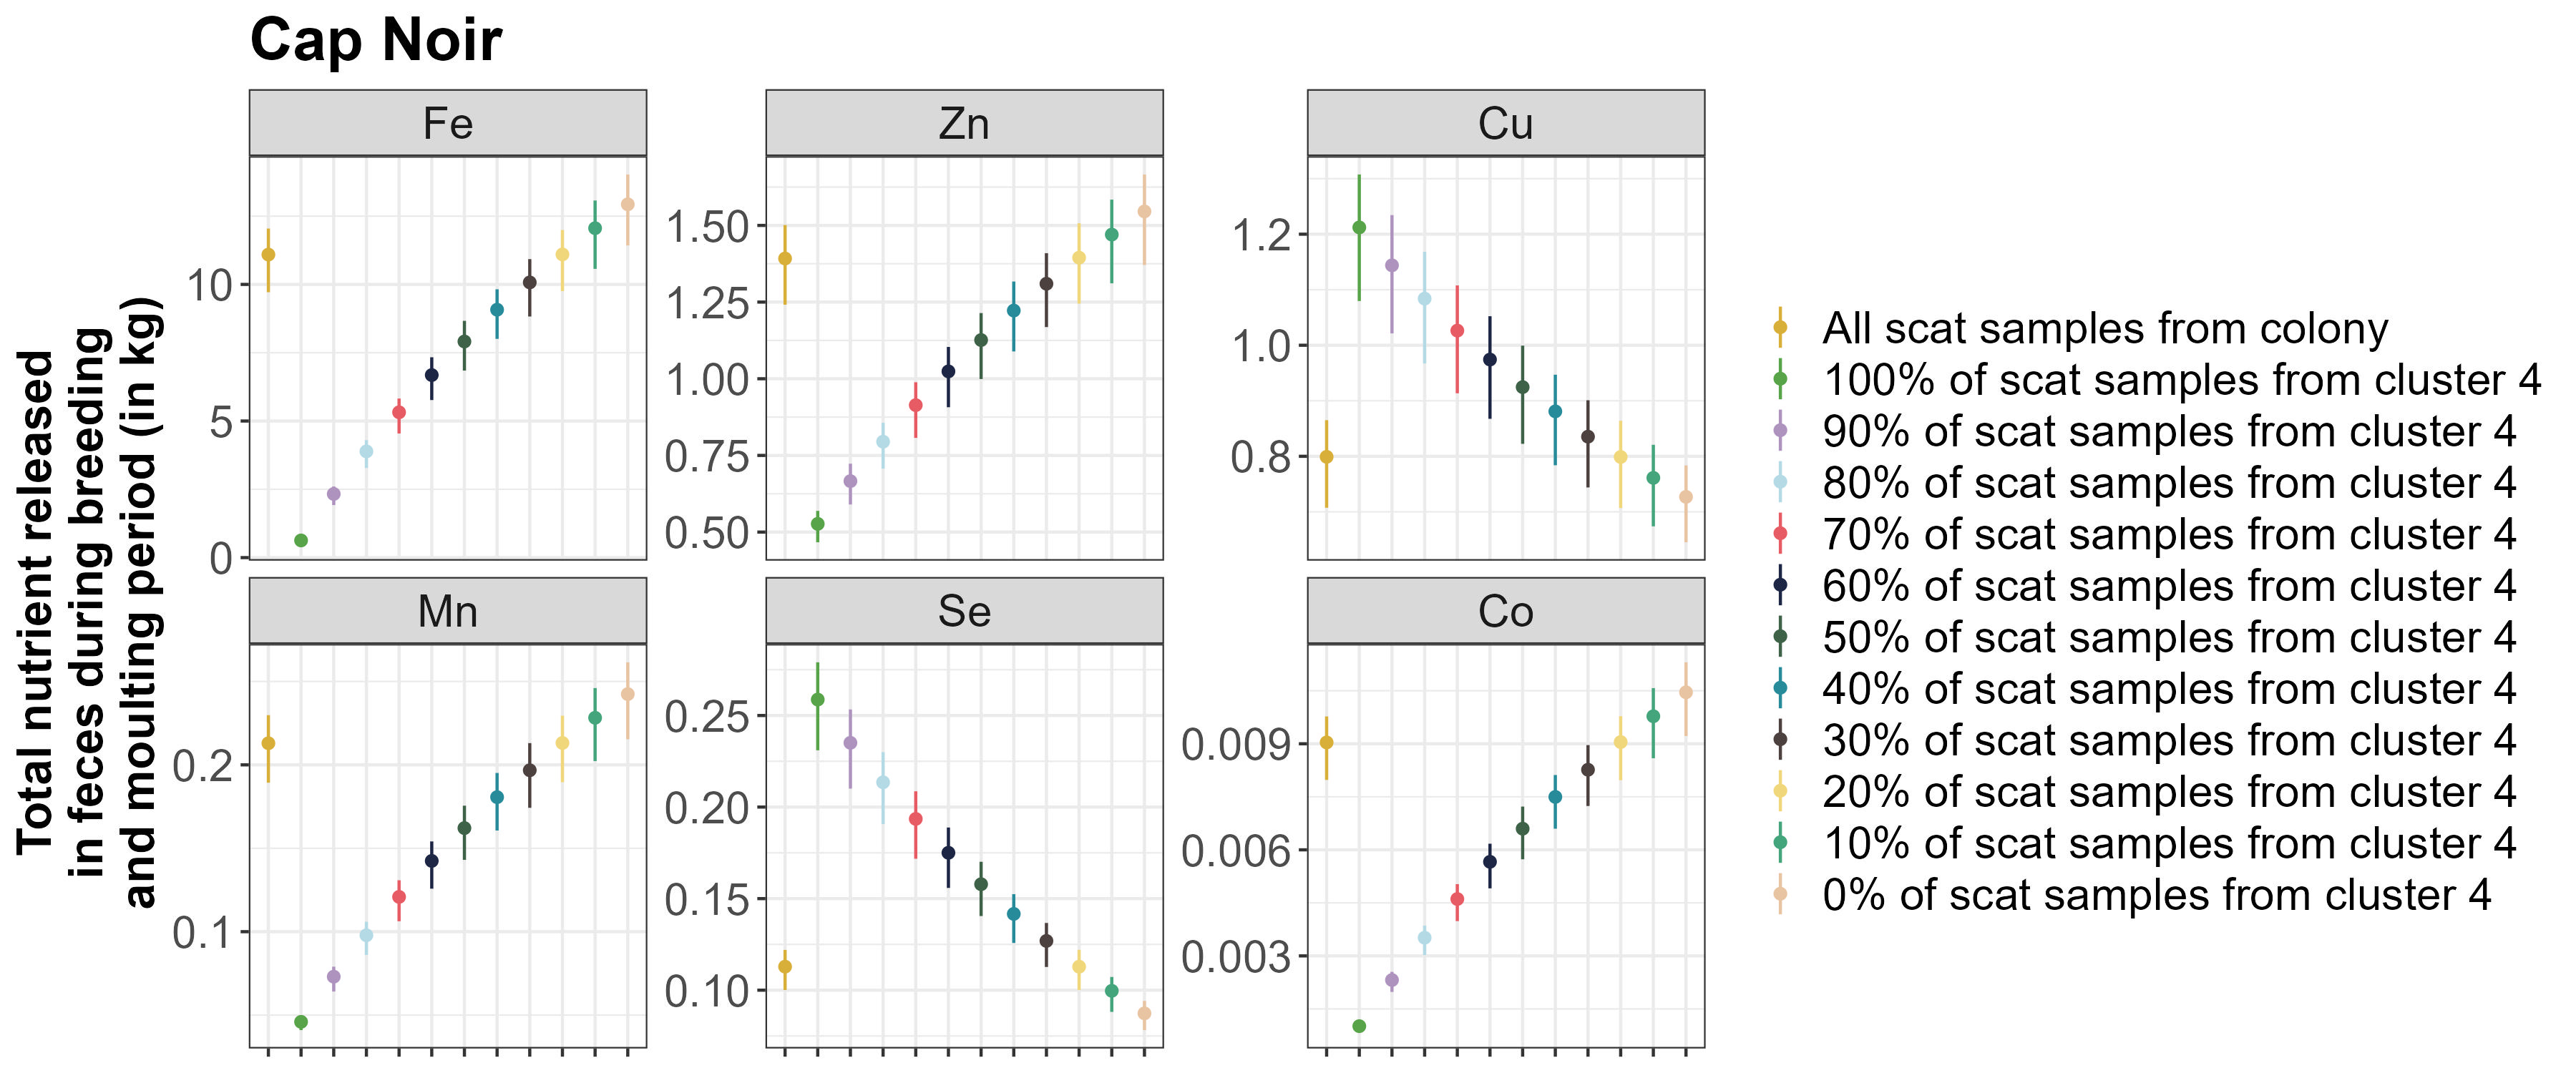 Cap Noir
Total nutrient released
in feces during breeding
and moulting period (in kg)
Fe
10
5
0
Zn
1.50
1.25
1.00
0.75
0.50
Cu
1.2
1.0
0.8
Mn
0.2
0.1
Se
0.25
0.20
0.15
0.10
Co
0.009
0.006
0.003
All scat samples from colony
100% of scat samples from cluster 4
90% of scat samples from cluster 4
80% of scat samples from cluster 4
70% of scat samples from cluster 4
60% of scat samples from cluster 4
50% of scat samples from cluster 4
40% of scat samples from cluster 4
30% of scat samples from cluster 4
20% of scat samples from cluster 4
10% of scat samples from cluster 4
0% of scat samples from cluster 4